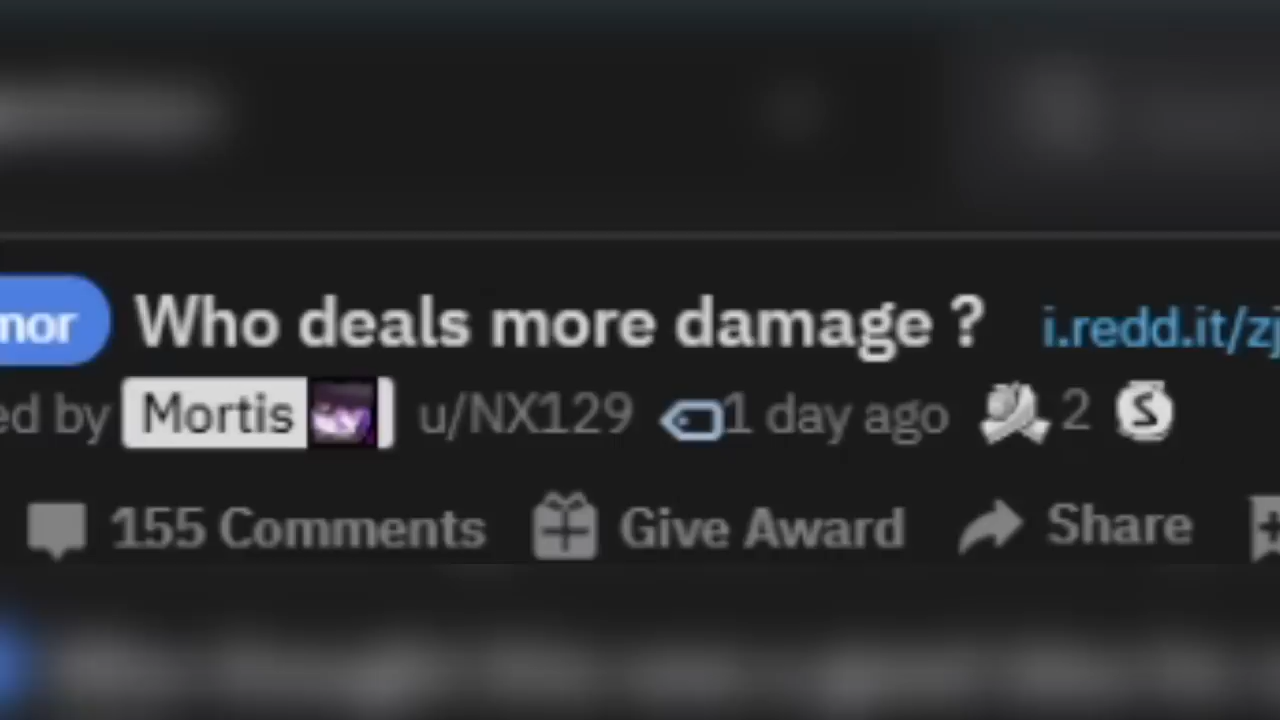 mor Who deals more damage ? i.redd.it/zj
ed by Mortis u/NX129 1 day ago 2 S
155 Comments Give Award Share